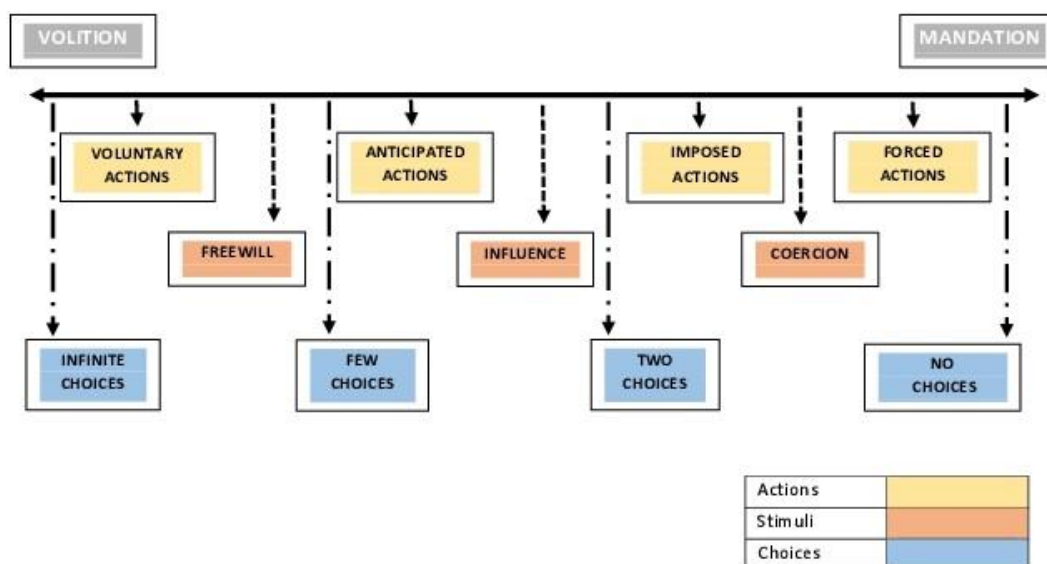 VOLITION
MANDATION
VOLUNTARY
ACTIONS
ANTICIPATED
ACTIONS
IMPOSED
ACTIONS
FORCED
ACTIONS
FREEWILL
INFLUENCE
COERCION
INFINITE
CHOICES
FEW
CHOICES
TWO
CHOICES
NO
CHOICES
Actions
Stimuli
Choices